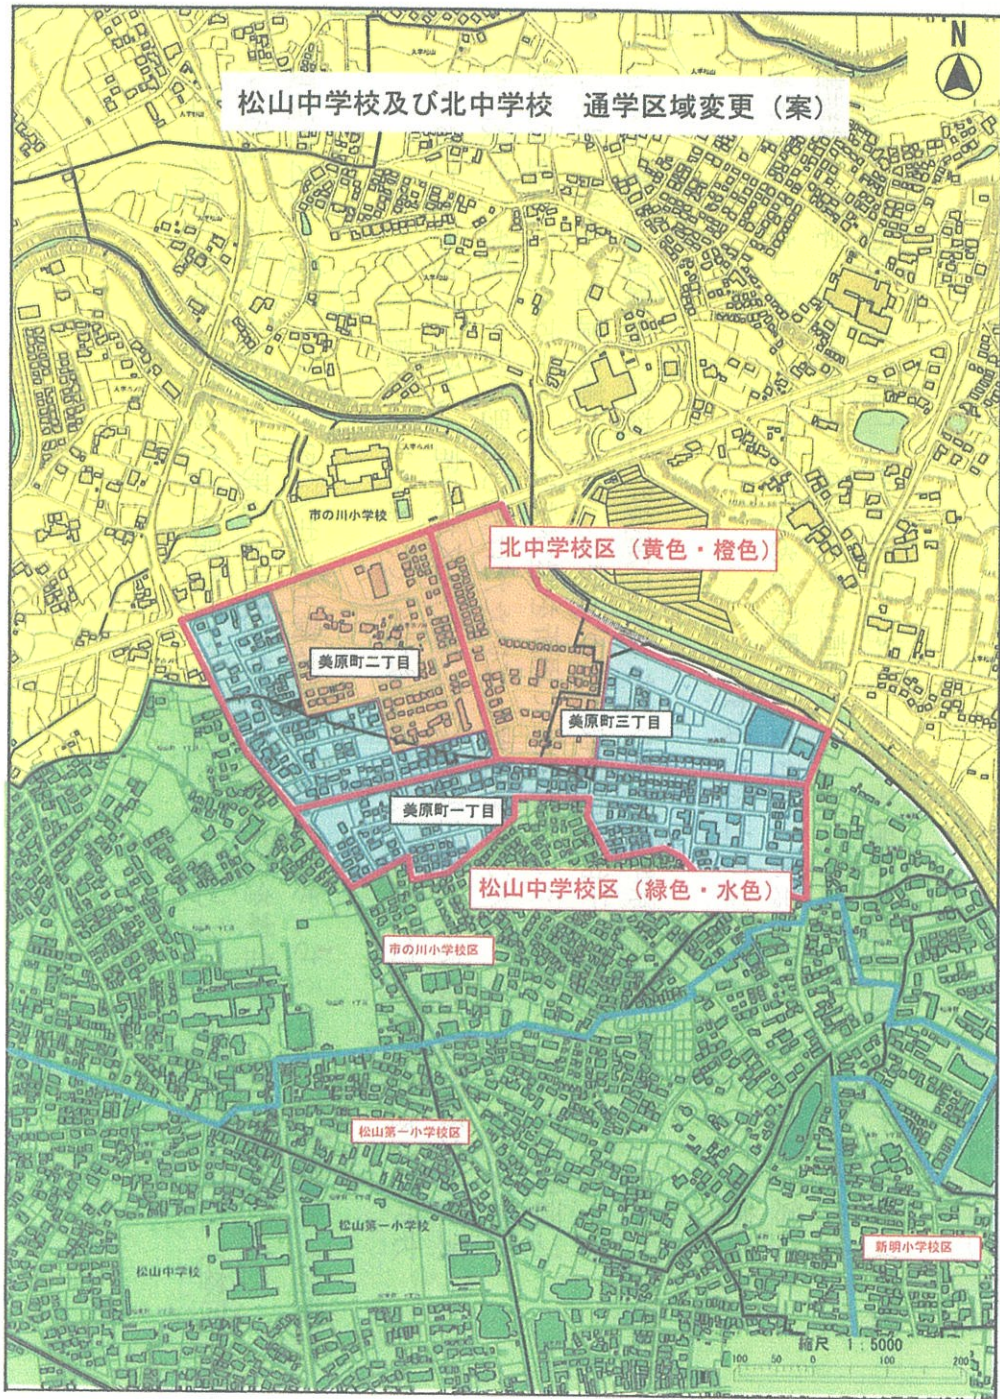 N
松山中学校及び北中学校　通学区域変更（案）
市の川小学校
北中学校区（黄色・橙色）
美原町二丁目
美原町三丁目
美原町一丁目
松山中学校区（緑色・水色）
市の川小学校区
松山第一小学校区
松山第一小学校
松山中学校
新明小学校区
縮尺 1：5000
100 50 0 100 200